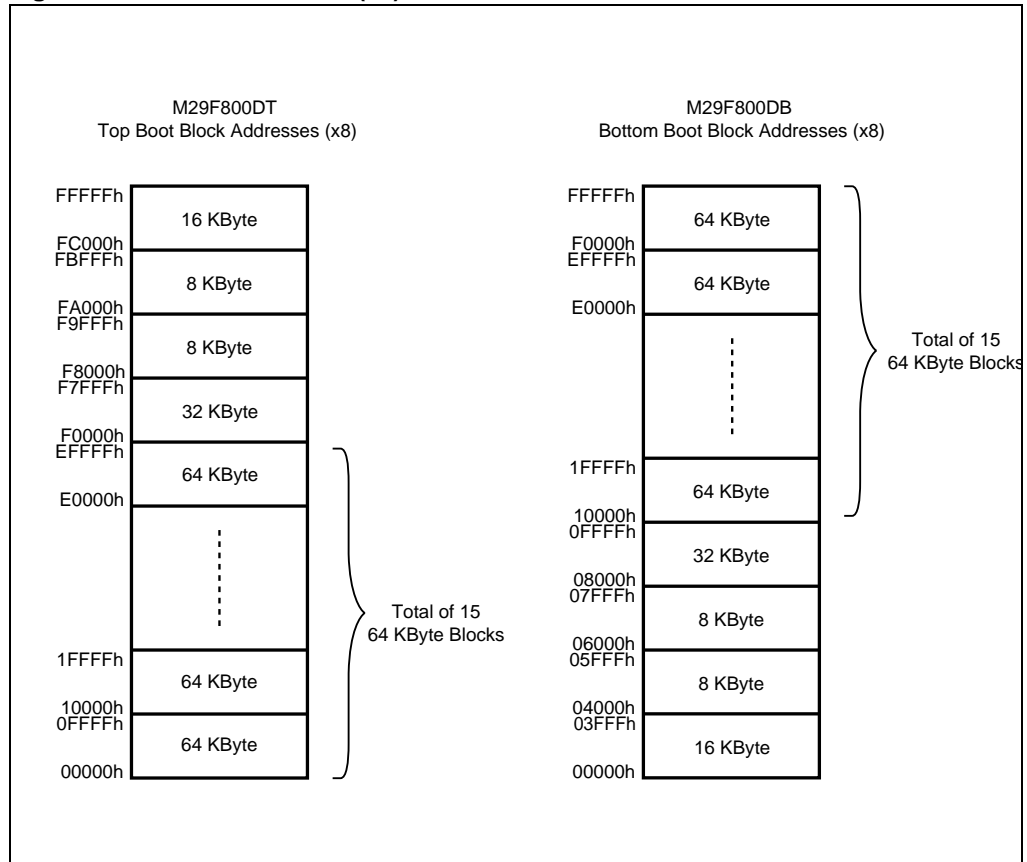 M29F800DT
Top Boot Block Addresses (x8)
FFFFFh
16 KByte
FC000h
FBFFFh
8 KByte
FA000h
F9FFFh
8 KByte
F8000h
F7FFFh
32 KByte
F0000h
EFFFFh
64 KByte
E0000h
Total of 15
64 KByte Blocks
1FFFFh
64 KByte
10000h
0FFFFh
64 KByte
00000h
M29F800DB
Bottom Boot Block Addresses (x8)
FFFFFh
64 KByte
F0000h
EFFFFh
64 KByte
E0000h
Total of 15
64 KByte Blocks
1FFFFh
64 KByte
10000h
0FFFFh
32 KByte
08000h
07FFFh
8 KByte
06000h
05FFFh
8 KByte
04000h
03FFFh
16 KByte
00000h